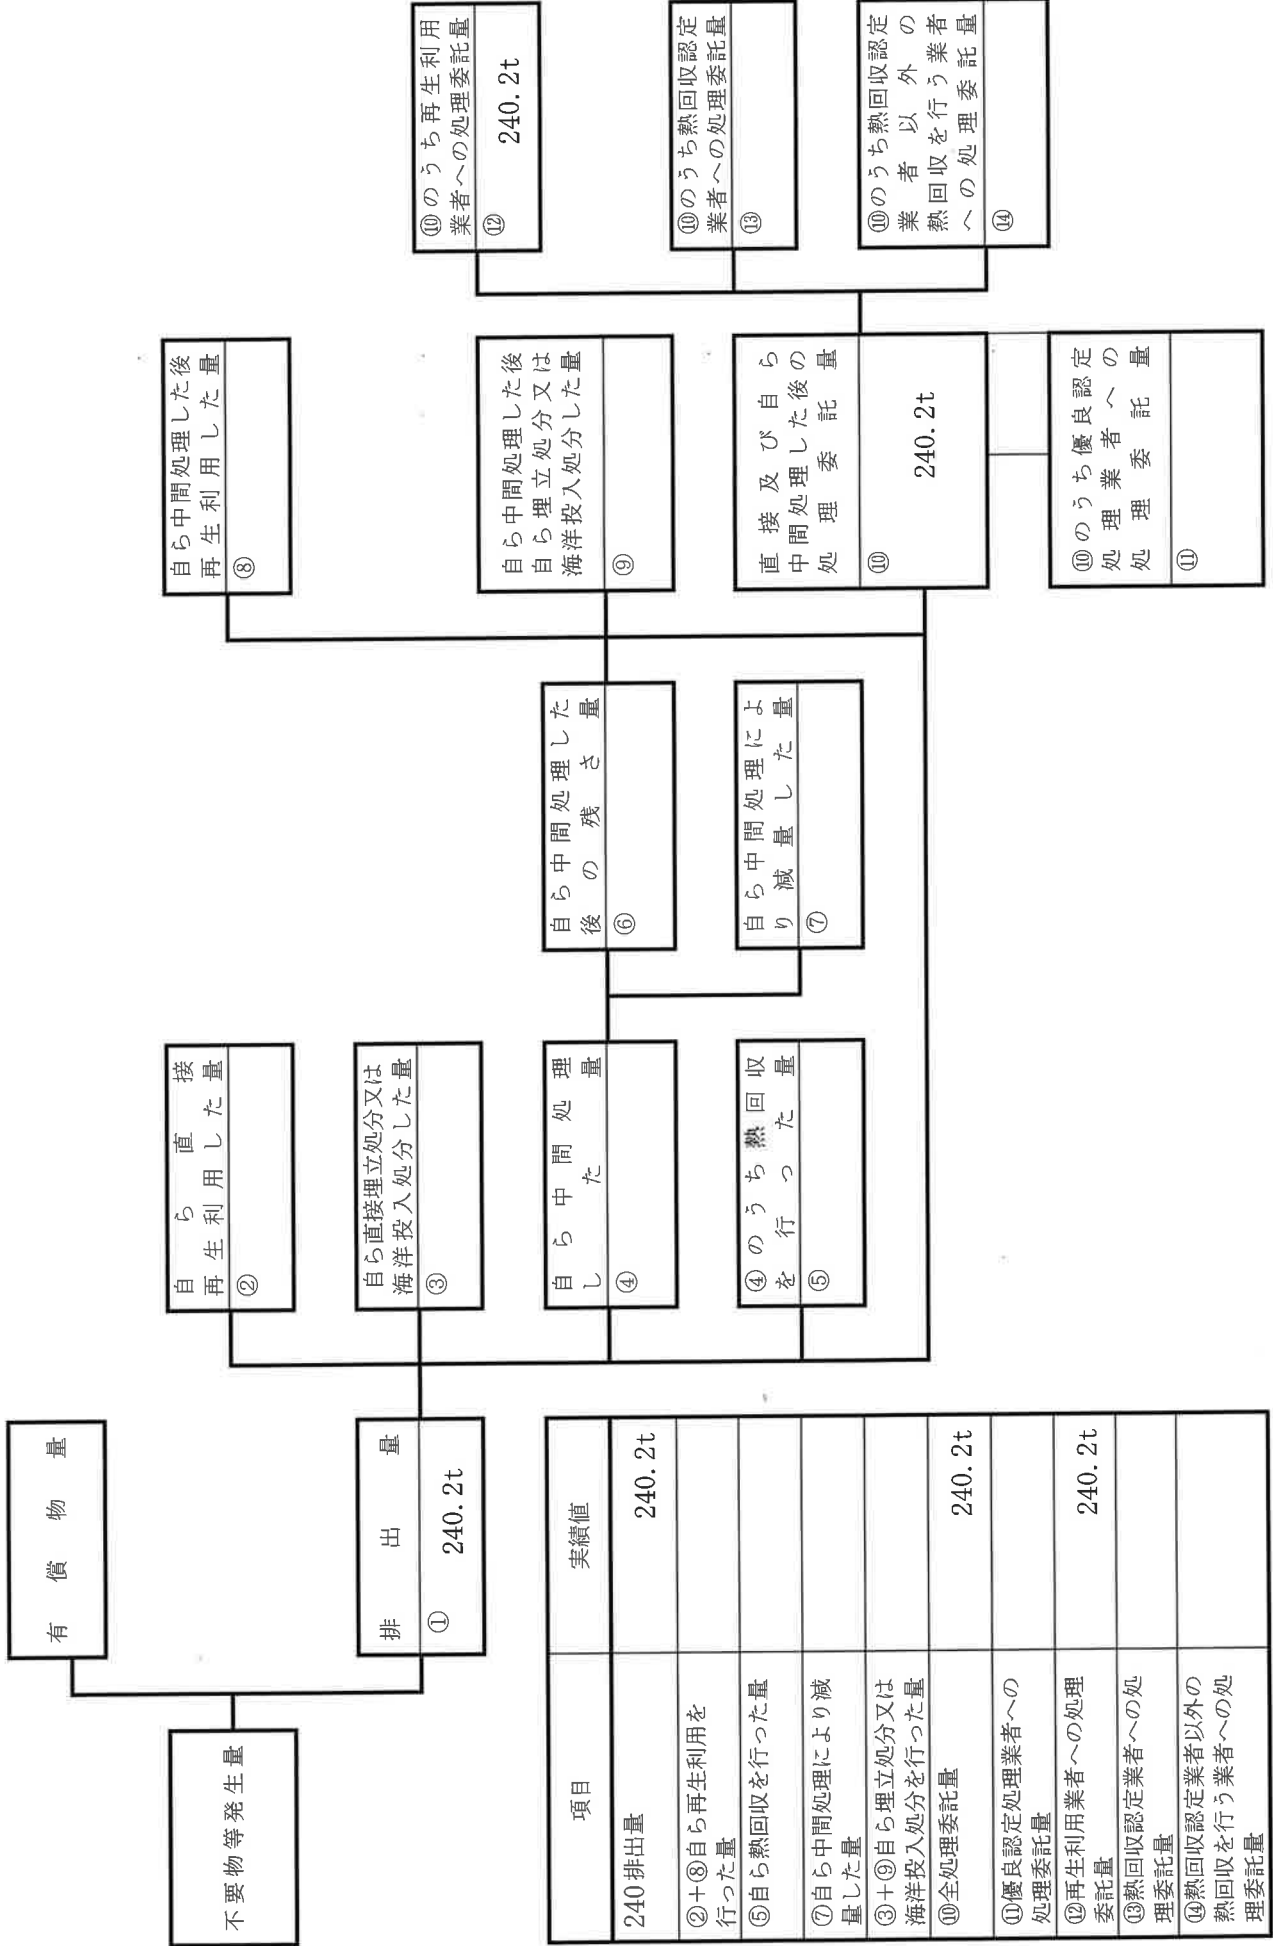 不要物等発生量
有償物量
排出量
① 240.2t
自ら直接
再生利用した量
②
自ら直接埋立処分又は
海洋投入処分した量
③
自ら中間処理
した量
④
④のうち熱回収
を行った量
⑤
自ら中間処理した
後の残さ量
⑥
自ら中間処理によ
り減量した量
⑦
自ら中間処理した後
再生利用した量
⑧
自ら中間処理した後
自ら埋立処分又は
海洋投入処分した量
⑨
直接及び自ら
中間処理した後の
処理委託量
⑩ 240.2t
⑩のうち優良認定
処理業者への
処理委託量
⑪
⑩のうち再生利用
業者への処理委託量
⑫ 240.2t
⑩のうち熱回収認定
業者への処理委託量
⑬
⑩のうち熱回収認定
業者以外の
熱回収を行う業者
への処理委託量
⑭
項目 実績値
240排出量 240.2t
②+⑧自ら再生利用を
行った量
⑤自ら熱回収を行った量
⑦自ら中間処理により減
量した量
③+⑨自ら埋立処分又は
海洋投入処分を行った量
⑩全処理委託量 240.2t
⑪優良認定処理業者への
処理委託量
⑫再生利用業者への処理
委託量 240.2t
⑬熱回収認定業者への処
理委託量
⑭熱回収認定業者以外の
熱回収を行う業者への処
理委託量